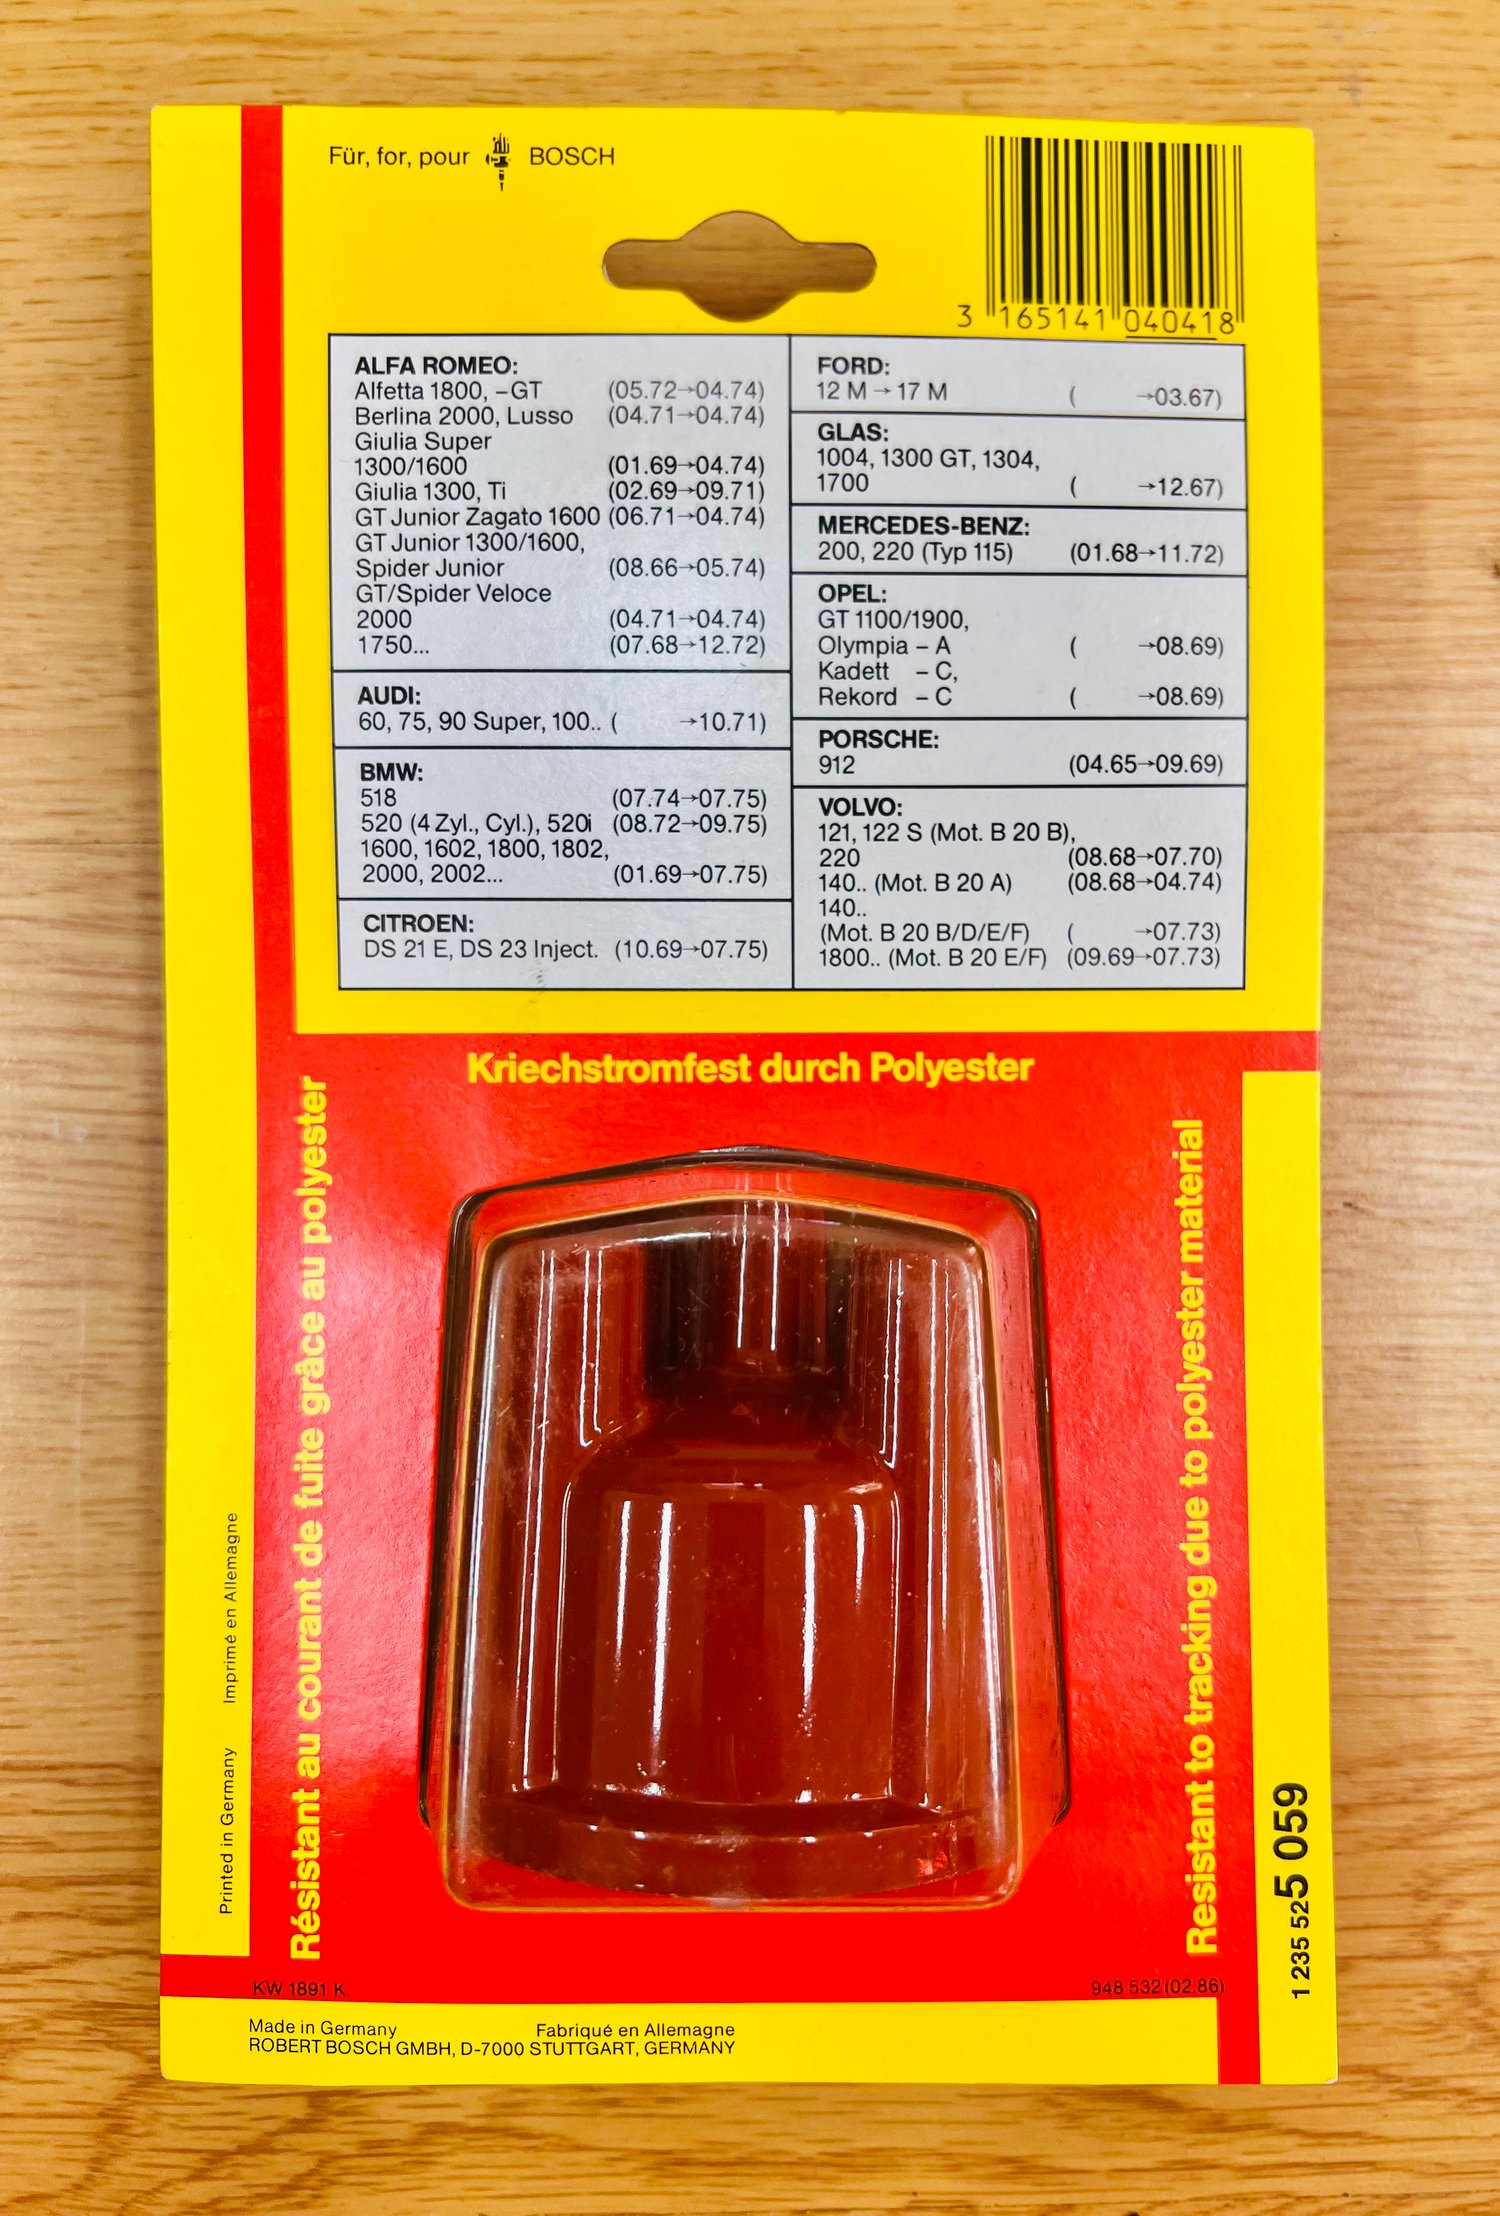 Für, for, pour BOSCH
3 165141 040418
ALFA ROMEO:
Alfetta 1800, –GT (05.72→04.74)
Berlina 2000, Lusso (04.71→04.74)
Giulia Super
1300/1600 (01.69→04.74)
Giulia 1300, Ti (02.69→09.71)
GT Junior Zagato 1600 (06.71→04.74)
GT Junior 1300/1600,
Spider Junior (08.66→05.74)
GT/Spider Veloce
2000 (04.71→04.74)
1750... (07.68→12.72)
AUDI:
60, 75, 90 Super, 100.. ( →10.71)
BMW:
518 (07.74→07.75)
520 (4 Zyl., Cyl.), 520i (08.72→09.75)
1600, 1602, 1800, 1802,
2000, 2002... (01.69→07.75)
CITROEN:
DS 21 E, DS 23 Inject. (10.69→07.75)
FORD:
12 M → 17 M ( →03.67)
GLAS:
1004, 1300 GT, 1304,
1700 ( →12.67)
MERCEDES-BENZ:
200, 220 (Typ 115) (01.68→11.72)
OPEL:
GT 1100/1900,
Olympia – A ( →08.69)
Kadett – C,
Rekord – C ( →08.69)
PORSCHE:
912 (04.65→09.69)
VOLVO:
121, 122 S (Mot. B 20 B),
220 (08.68→07.70)
140.. (Mot. B 20 A) (08.68→04.74)
140..
(Mot. B 20 B/D/E/F) ( →07.73)
1800.. (Mot. B 20 E/F) (09.69→07.73)
Kriechstromfest durch Polyester
Résistant au courant de fuite grâce au polyester
Resistant to tracking due to polyester material
Printed in Germany Imprimé en Allemagne
1 235 525 059
KW 1891 K
948 532 (02.86)
Made in Germany Fabriqué en Allemagne
ROBERT BOSCH GMBH, D-7000 STUTTGART, GERMANY